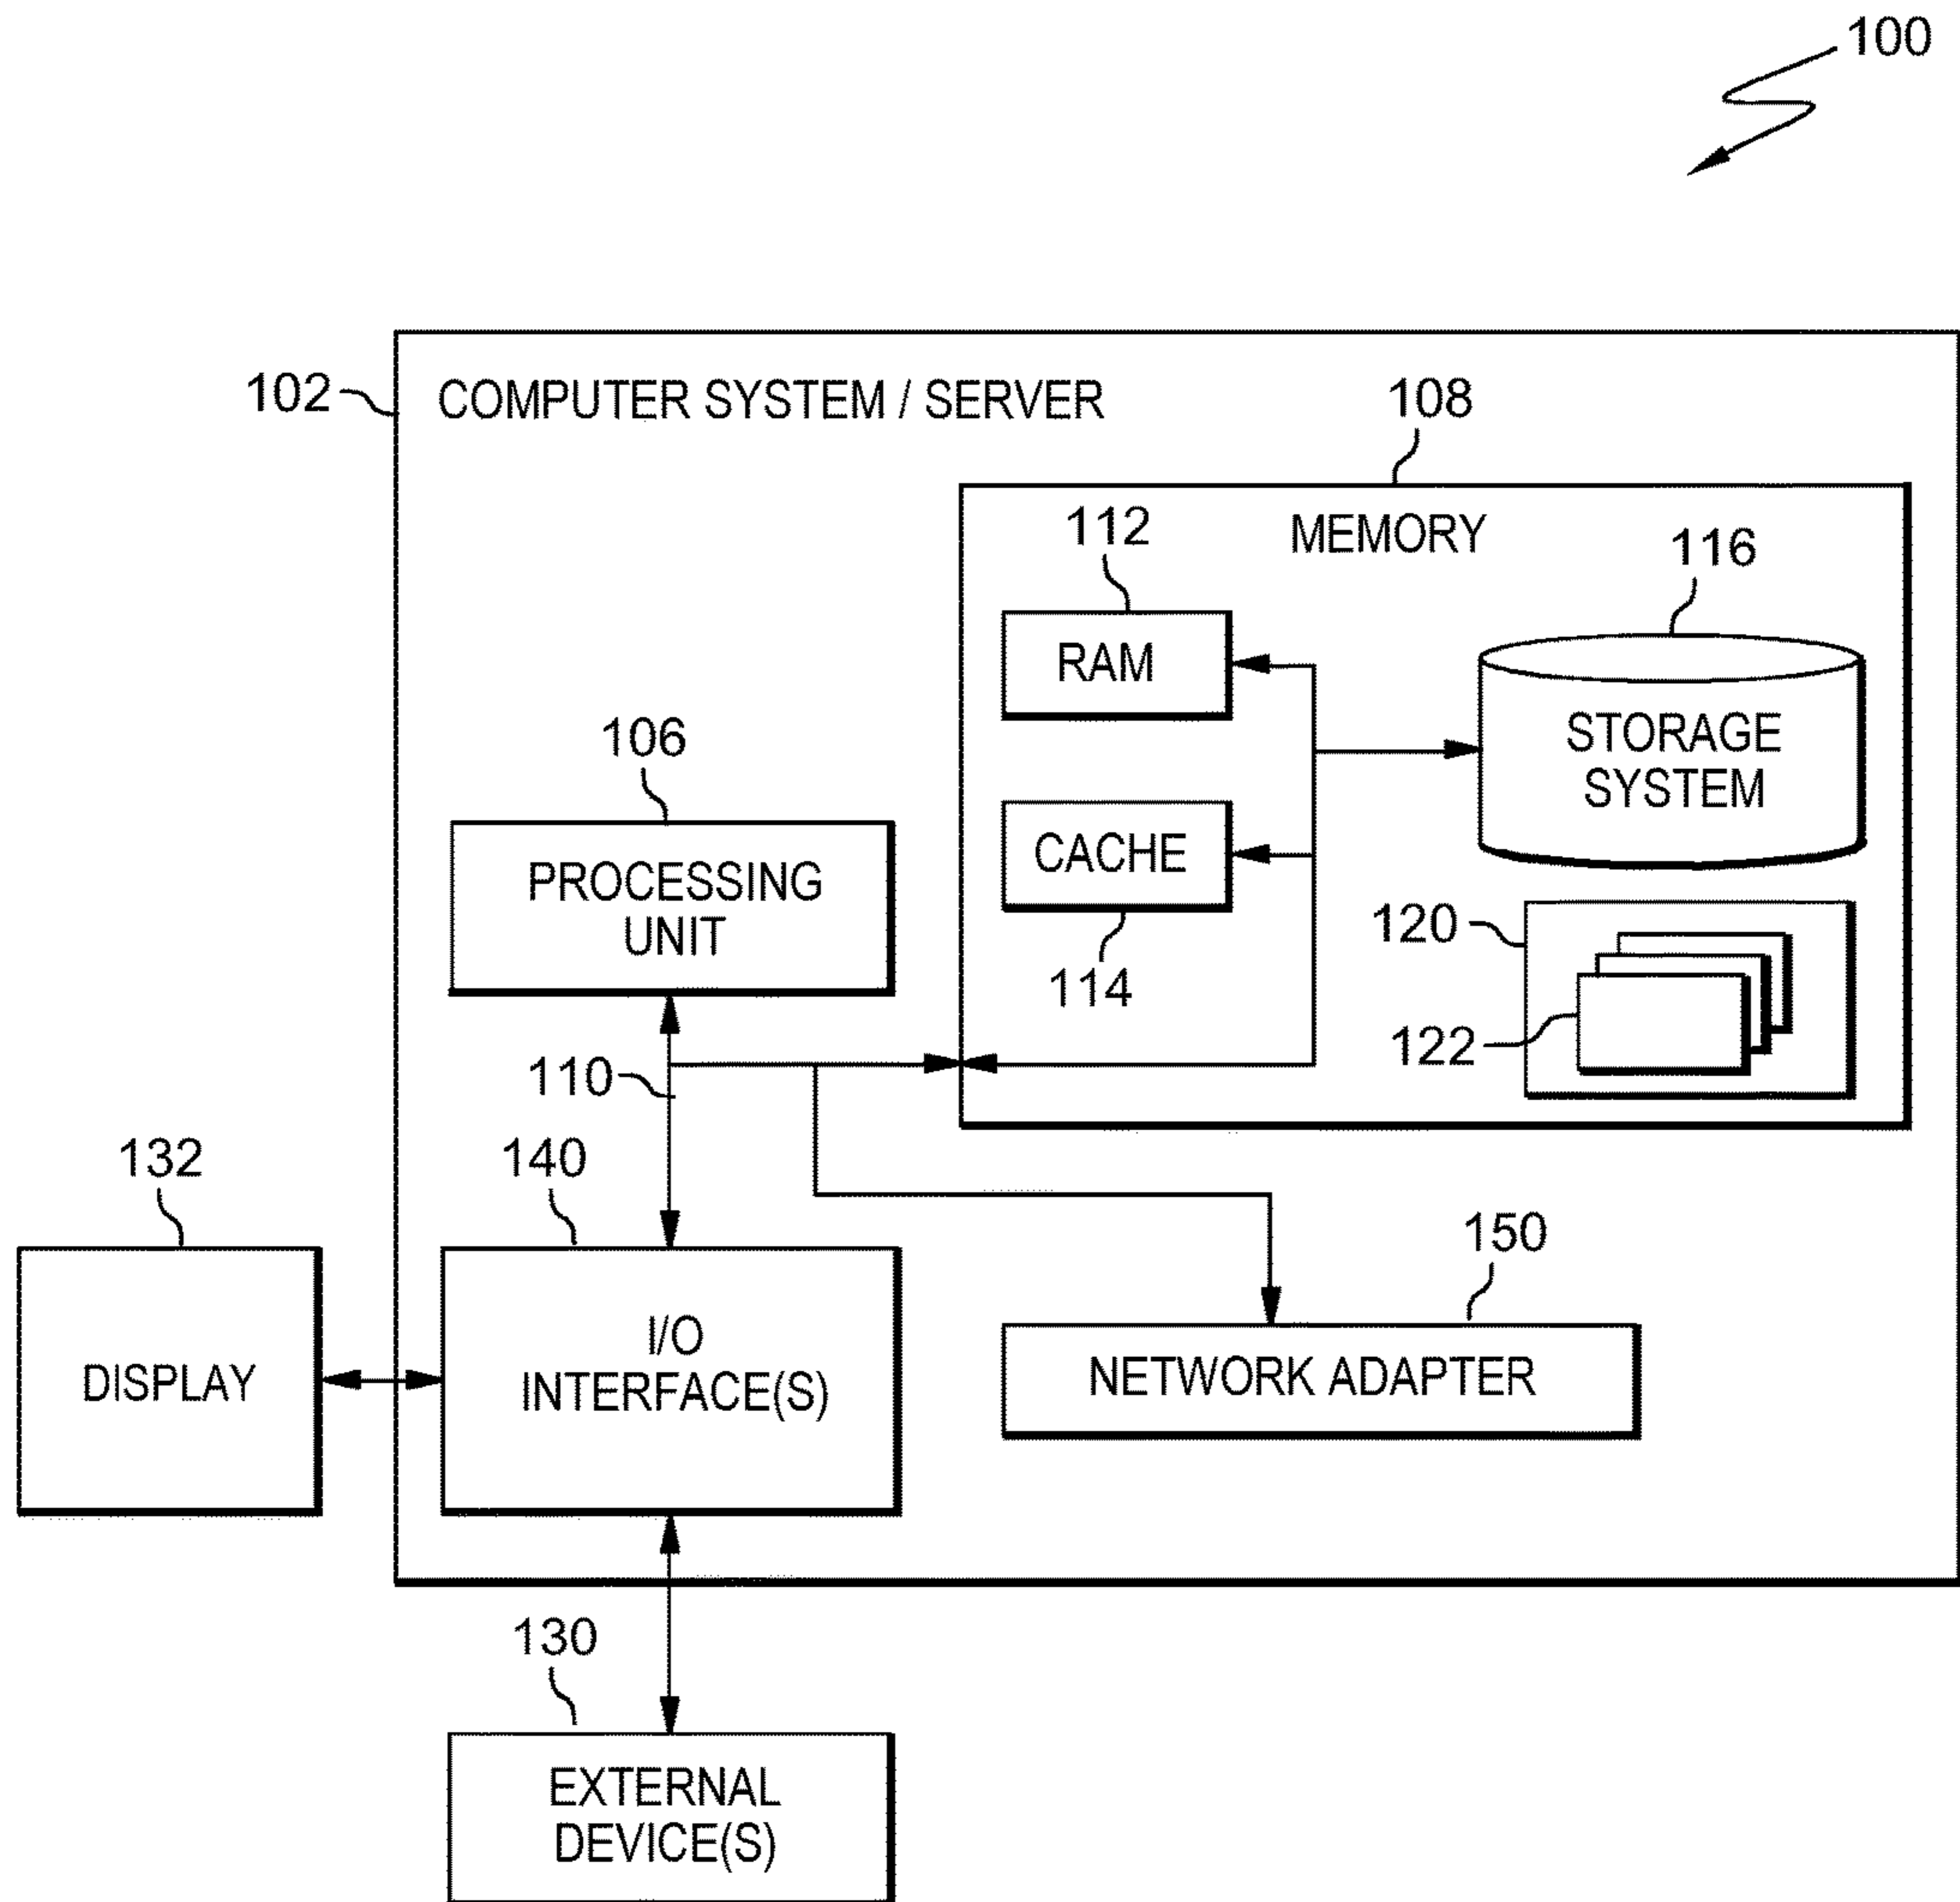 100
102
COMPUTER SYSTEM / SERVER
108
MEMORY
112
RAM
116
STORAGE
SYSTEM
106
PROCESSING
UNIT
CACHE
114
120
122
110
140
132
DISPLAY
I/O
INTERFACE(S)
150
NETWORK ADAPTER
130
EXTERNAL
DEVICE(S)